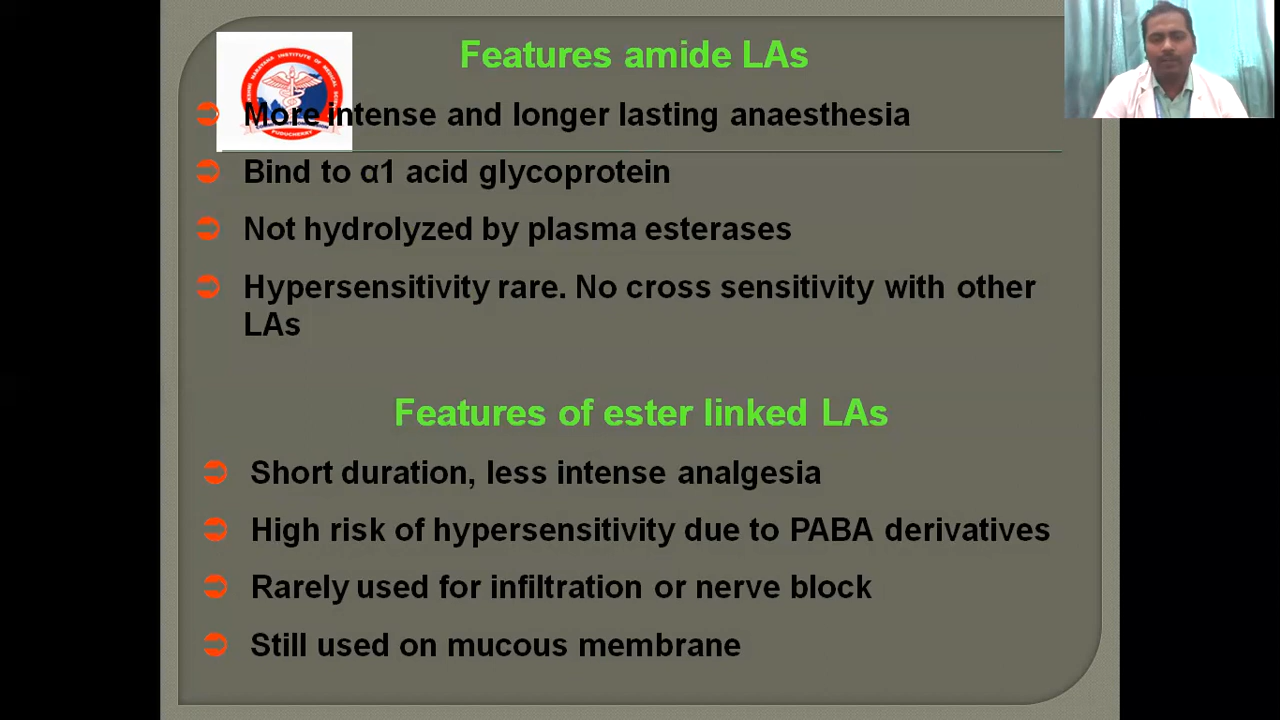 Features amide LAs
More intense and longer lasting anaesthesia
Bind to α1 acid glycoprotein
Not hydrolyzed by plasma esterases
Hypersensitivity rare. No cross sensitivity with other
LAs
Features of ester linked LAs
Short duration, less intense analgesia
High risk of hypersensitivity due to PABA derivatives
Rarely used for infiltration or nerve block
Still used on mucous membrane